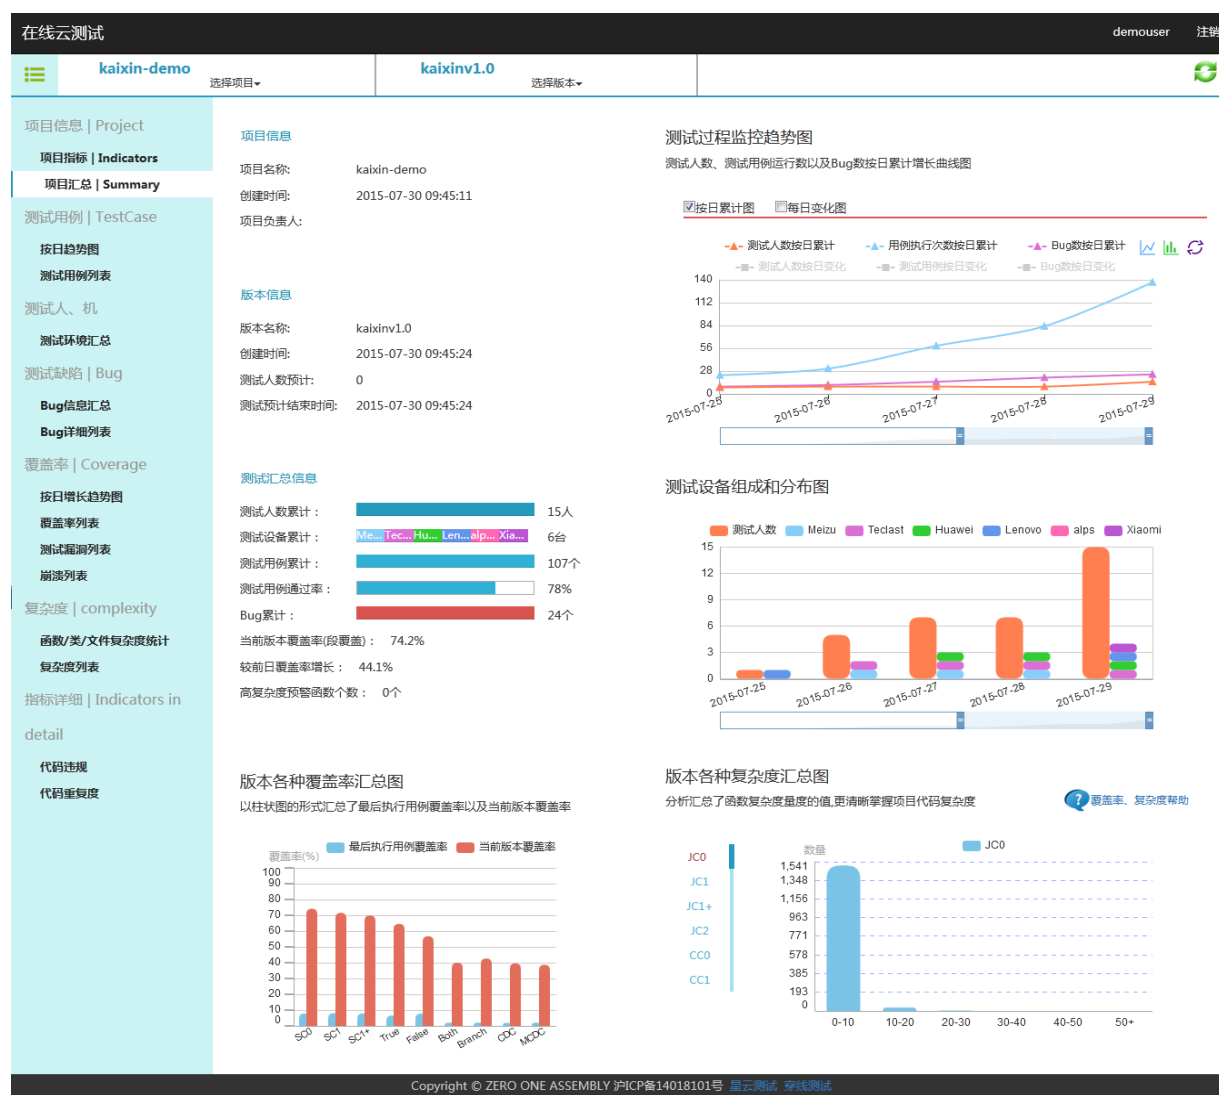 在线云测试
demouser 注销
kaixin-demo 选择项目
kaixinv1.0 选择版本
项目信息 | Project
项目指标 | Indicators
项目汇总 | Summary
测试用例 | TestCase
按日趋势图
测试用例列表
测试人、机
测试环境汇总
测试缺陷 | Bug
Bug信息汇总
Bug详细列表
覆盖率 | Coverage
按日增长趋势图
覆盖率列表
测试漏洞列表
崩溃列表
复杂度 | complexity
函数/类/文件复杂度统计
复杂度列表
指标详细 | Indicators in
detail
代码违规
代码重复度
项目信息
项目名称: kaixin-demo
创建时间: 2015-07-30 09:45:11
项目负责人:
版本信息
版本名称: kaixinv1.0
创建时间: 2015-07-30 09:45:24
测试人数预计: 0
测试预计结束时间: 2015-07-30 09:45:24
测试汇总信息
测试人数累计： 15人
测试设备累计： Me... Tec... Hu... Len... alp... Xia... 6台
测试用例累计： 107个
测试用例通过率： 78%
Bug累计： 24个
当前版本覆盖率(段覆盖)： 74.2%
较前日覆盖率增长： 44.1%
高复杂度预警函数个数： 0个
测试过程监控趋势图
测试人数、测试用例运行数以及Bug数按日累计增长曲线图
按日累计图 每日变化图
测试人数按日累计 用例执行次数按日累计 Bug数按日累计
测试人数按日变化 测试用例按日变化 Bug数按日变化
140
112
84
56
28
0
2015-07-25 2015-07-26 2015-07-27 2015-07-28 2015-07-29
测试设备组成和分布图
测试人数 Meizu Teclast Huawei Lenovo alps Xiaomi
15
12
9
6
3
0
2015-07-25 2015-07-26 2015-07-27 2015-07-28 2015-07-29
版本各种覆盖率汇总图
以柱状图的形式汇总了最后执行用例覆盖率以及当前版本覆盖率
最后执行用例覆盖率 当前版本覆盖率
覆盖率(%)
100
90
80
70
60
50
40
30
20
10
0
SC0 SC1 SC1+ True False Both Branch CDC MCDC
版本各种复杂度汇总图
分析汇总了函数复杂度量度的值,更清晰掌握项目代码复杂度
? 覆盖率、复杂度帮助
JC0
JC1
JC1+
JC2
CC0
CC1
数量
JC0
1,541
1,348
1,156
963
771
578
385
193
0
0-10 10-20 20-30 30-40 40-50 50+
Copyright © ZERO ONE ASSEMBLY 沪ICP备14018101号 星云测试 穿线测试